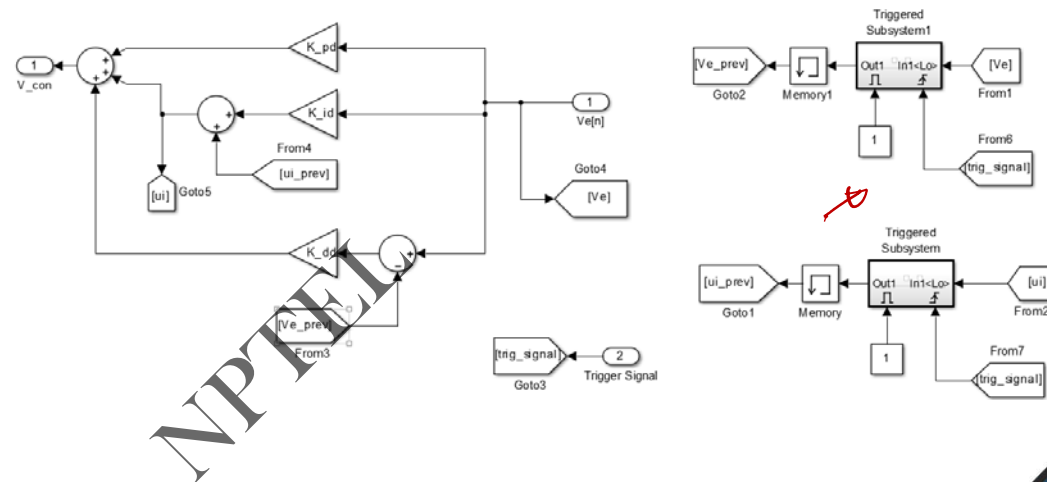 K_pd
1
V_con
K_id
1
Ve[n]
From4
[ui_prev]
Goto4
[Ve]
[ui]
Goto5
K_dd
[Ve_prev]
From3
[trig_signal]
Goto3
2
Trigger Signal
Triggered
Subsystem1
[Ve_prev]
Goto2
Memory1
Out1
In1<Lo>
[Ve]
From1
1
From6
[trig_signal]
Triggered
Subsystem
[ui_prev]
Goto1
Memory
Out1
In1<Lo>
[ui]
From2
1
From7
[trig_signal]
NPTEL